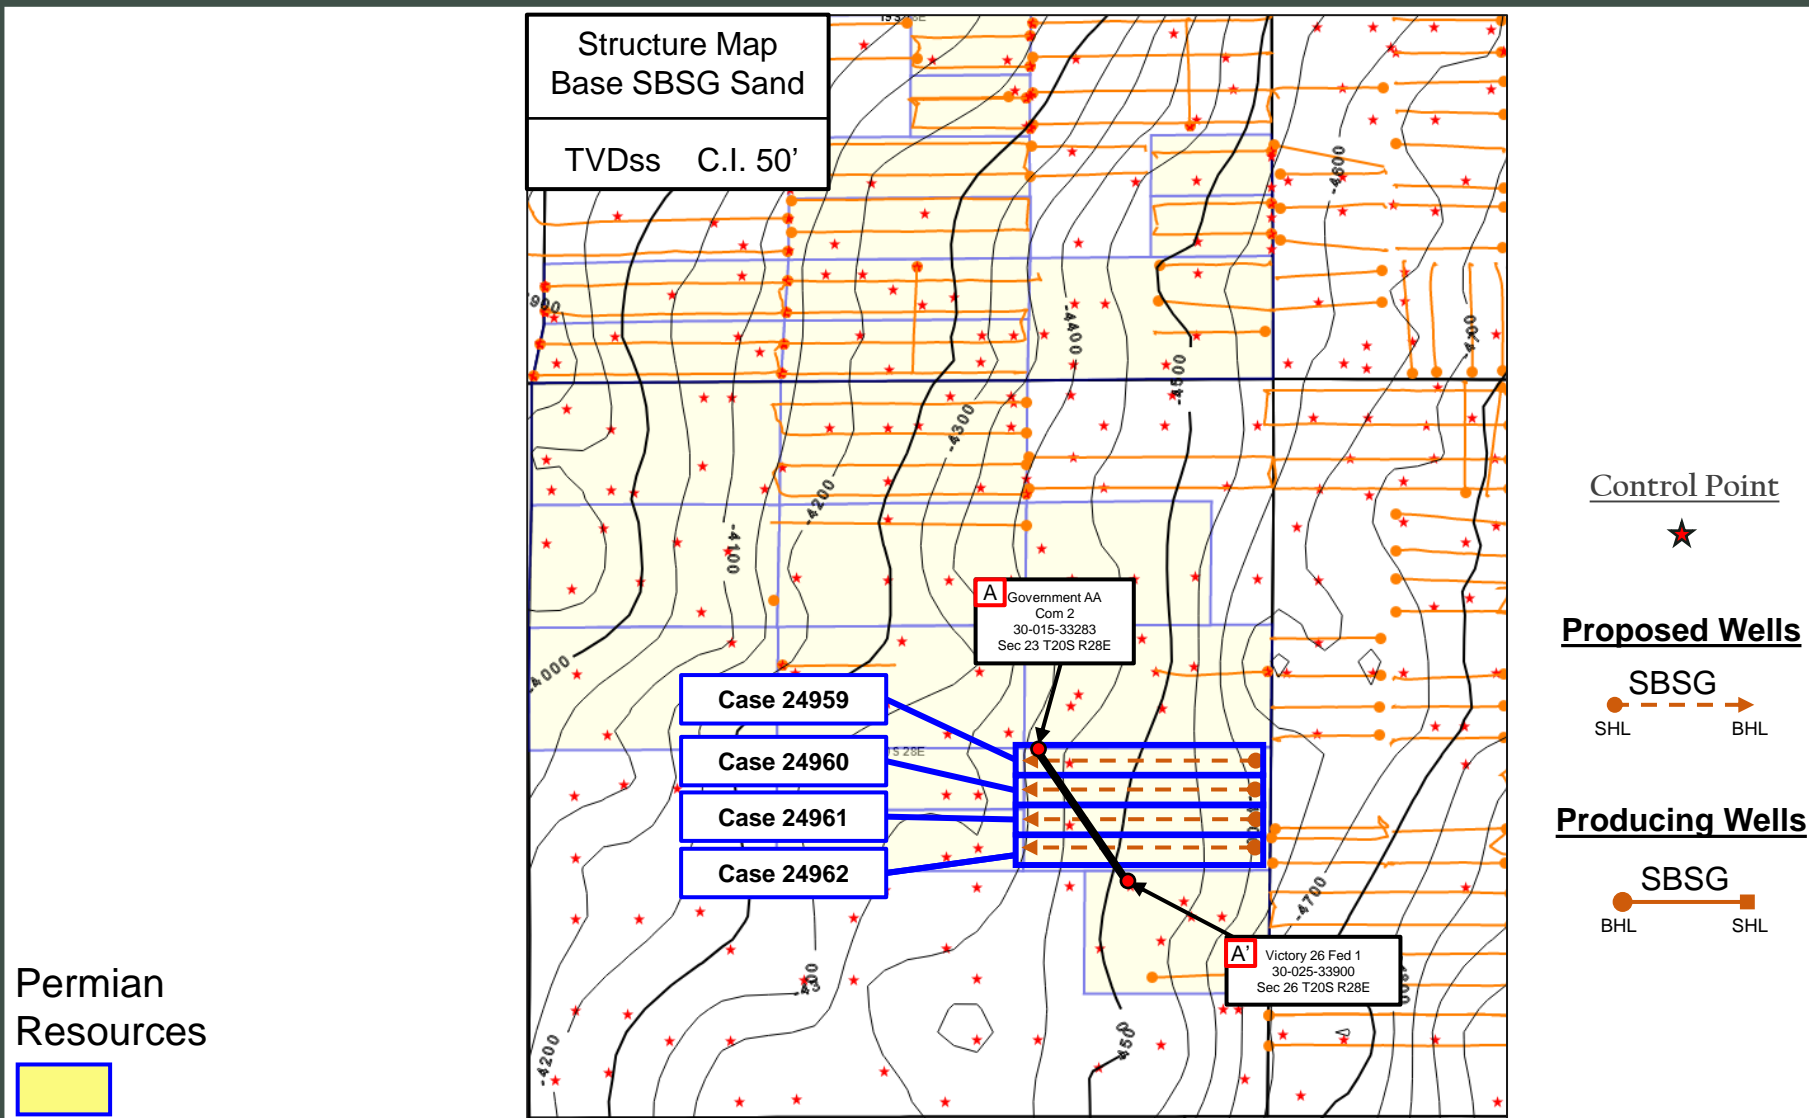 Structure Map
Base SBSG Sand
TVDss C.I. 50’
-4600
-4400
-4500
-4700
-4300
-4200
-4100
-4000
Control Point
A
Government AA
Com 2
30-015-33283
Sec 23 T20S R28E
Proposed Wells
SBSG
SHL
BHL
Case 24959
Case 24960
Case 24961
Case 24962
Producing Wells
SBSG
BHL
SHL
-4700
A’
Victory 26 Fed 1
30-025-33900
Sec 26 T20S R28E
-4200
Permian
Resources